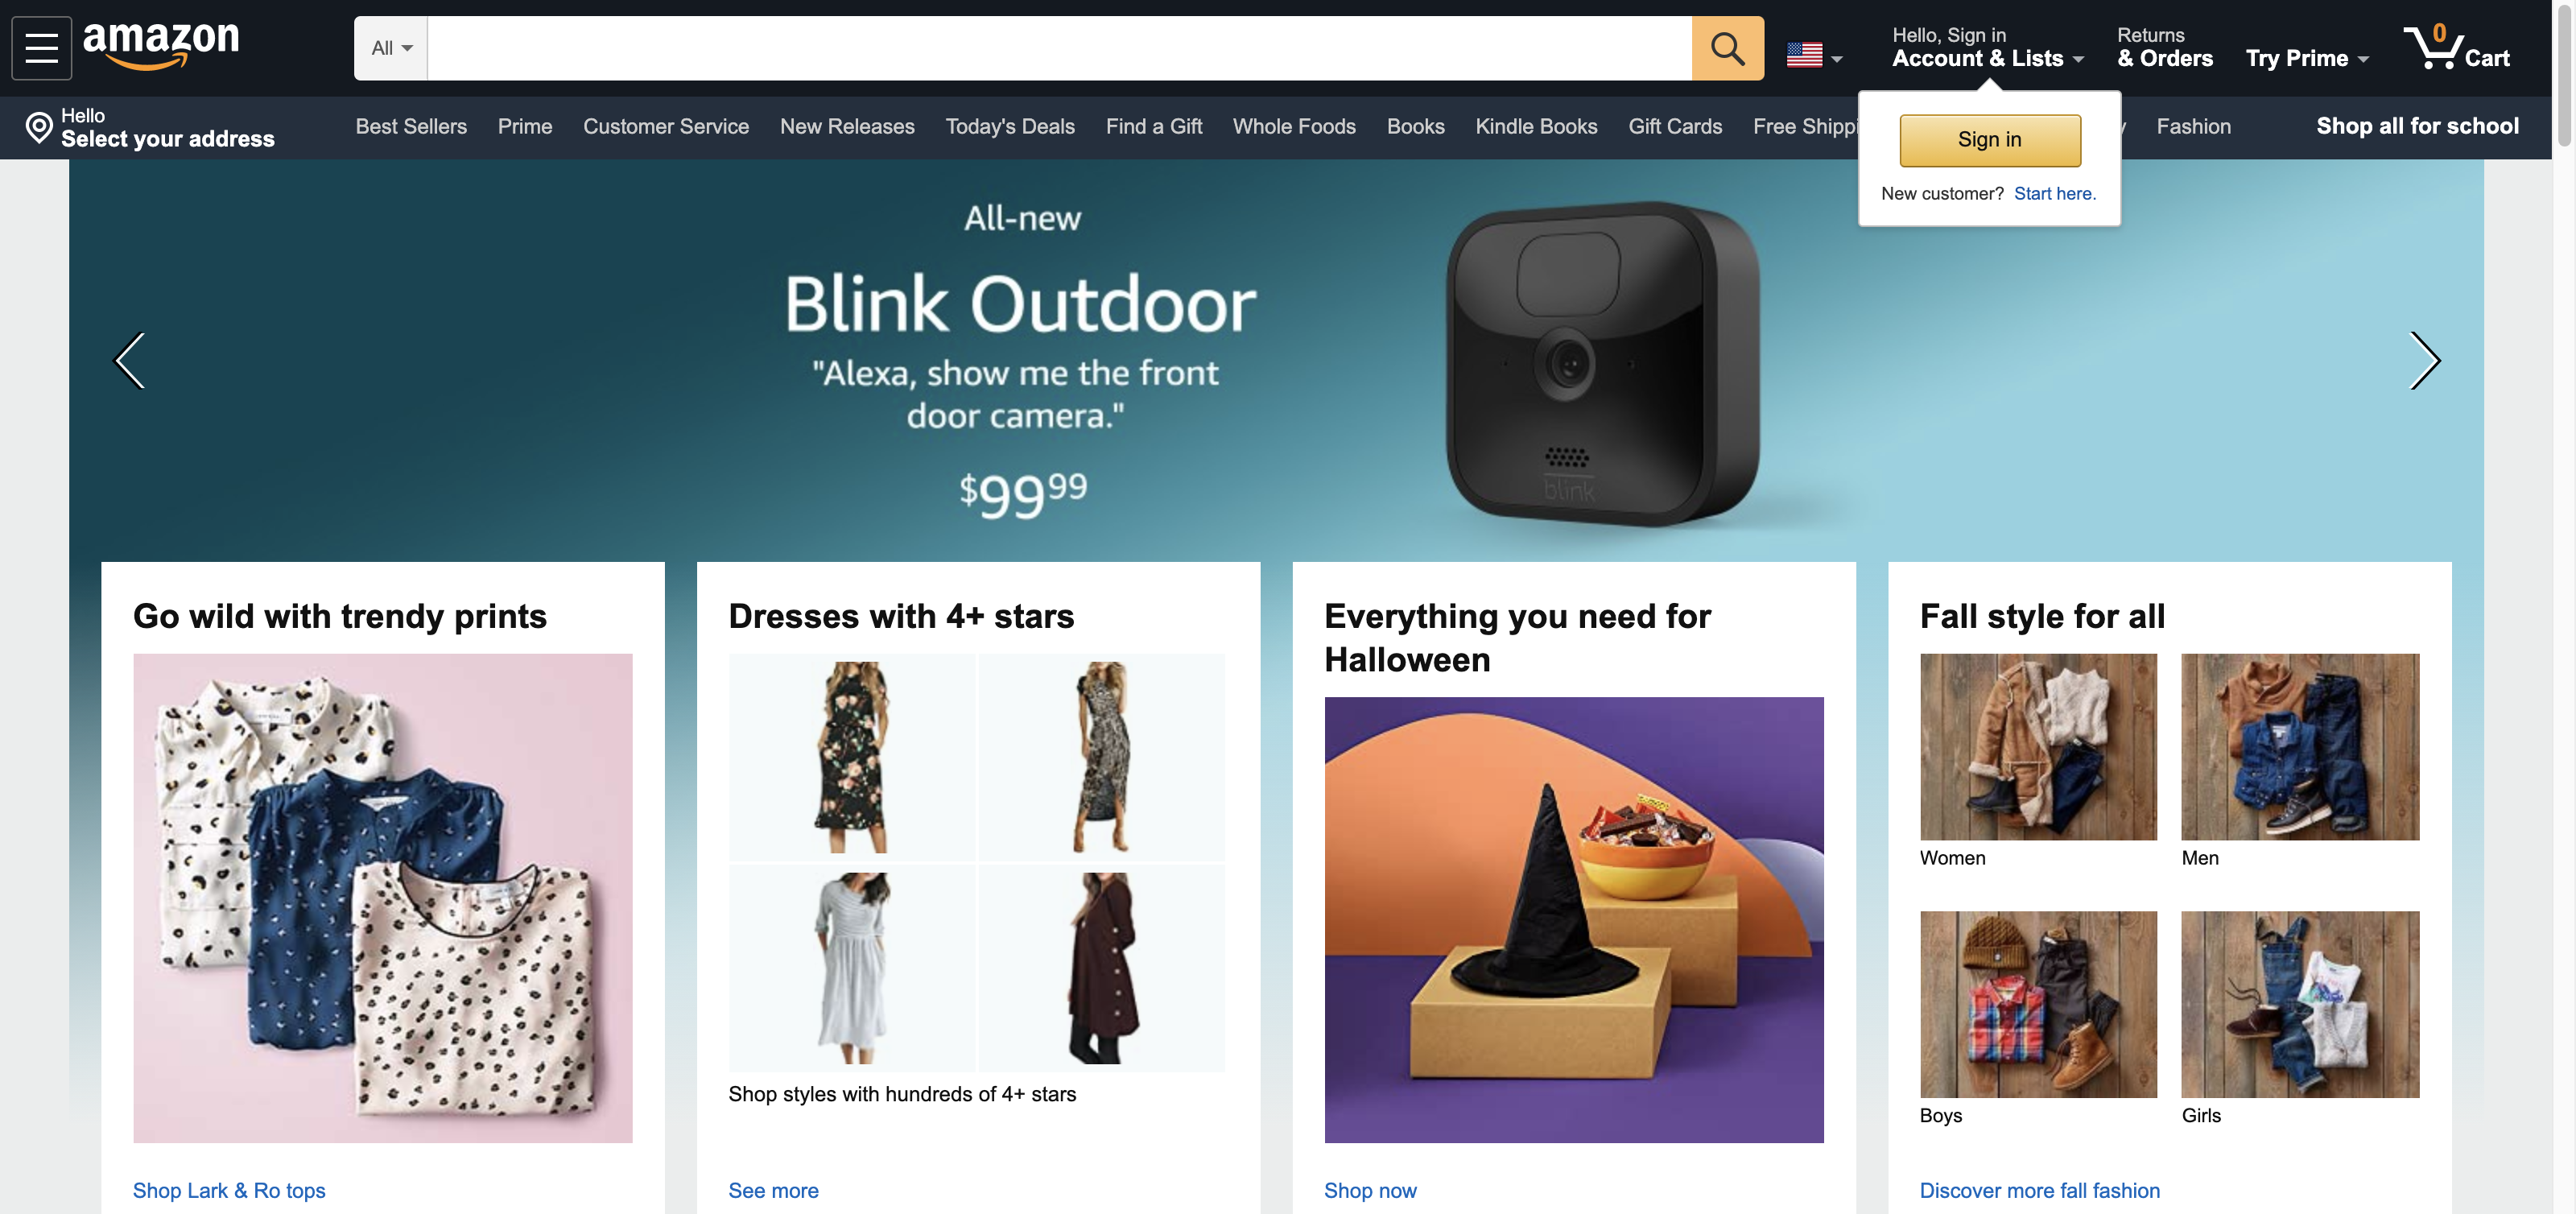 amazon
All
Hello, Sign in
Account & Lists
Returns
& Orders
Try Prime
0
Cart
Hello
Select your address
Best Sellers
Prime
Customer Service
New Releases
Today's Deals
Find a Gift
Whole Foods
Books
Kindle Books
Gift Cards
Free Shippi
y
Fashion
Shop all for school
Sign in
New customer? Start here.
All-new
Blink Outdoor
"Alexa, show me the front
door camera."
$99 99
blink
Go wild with trendy prints
Shop Lark & Ro tops
Dresses with 4+ stars
Shop styles with hundreds of 4+ stars
See more
Everything you need for
Halloween
Shop now
Fall style for all
Women
Men
Boys
Girls
Discover more fall fashion